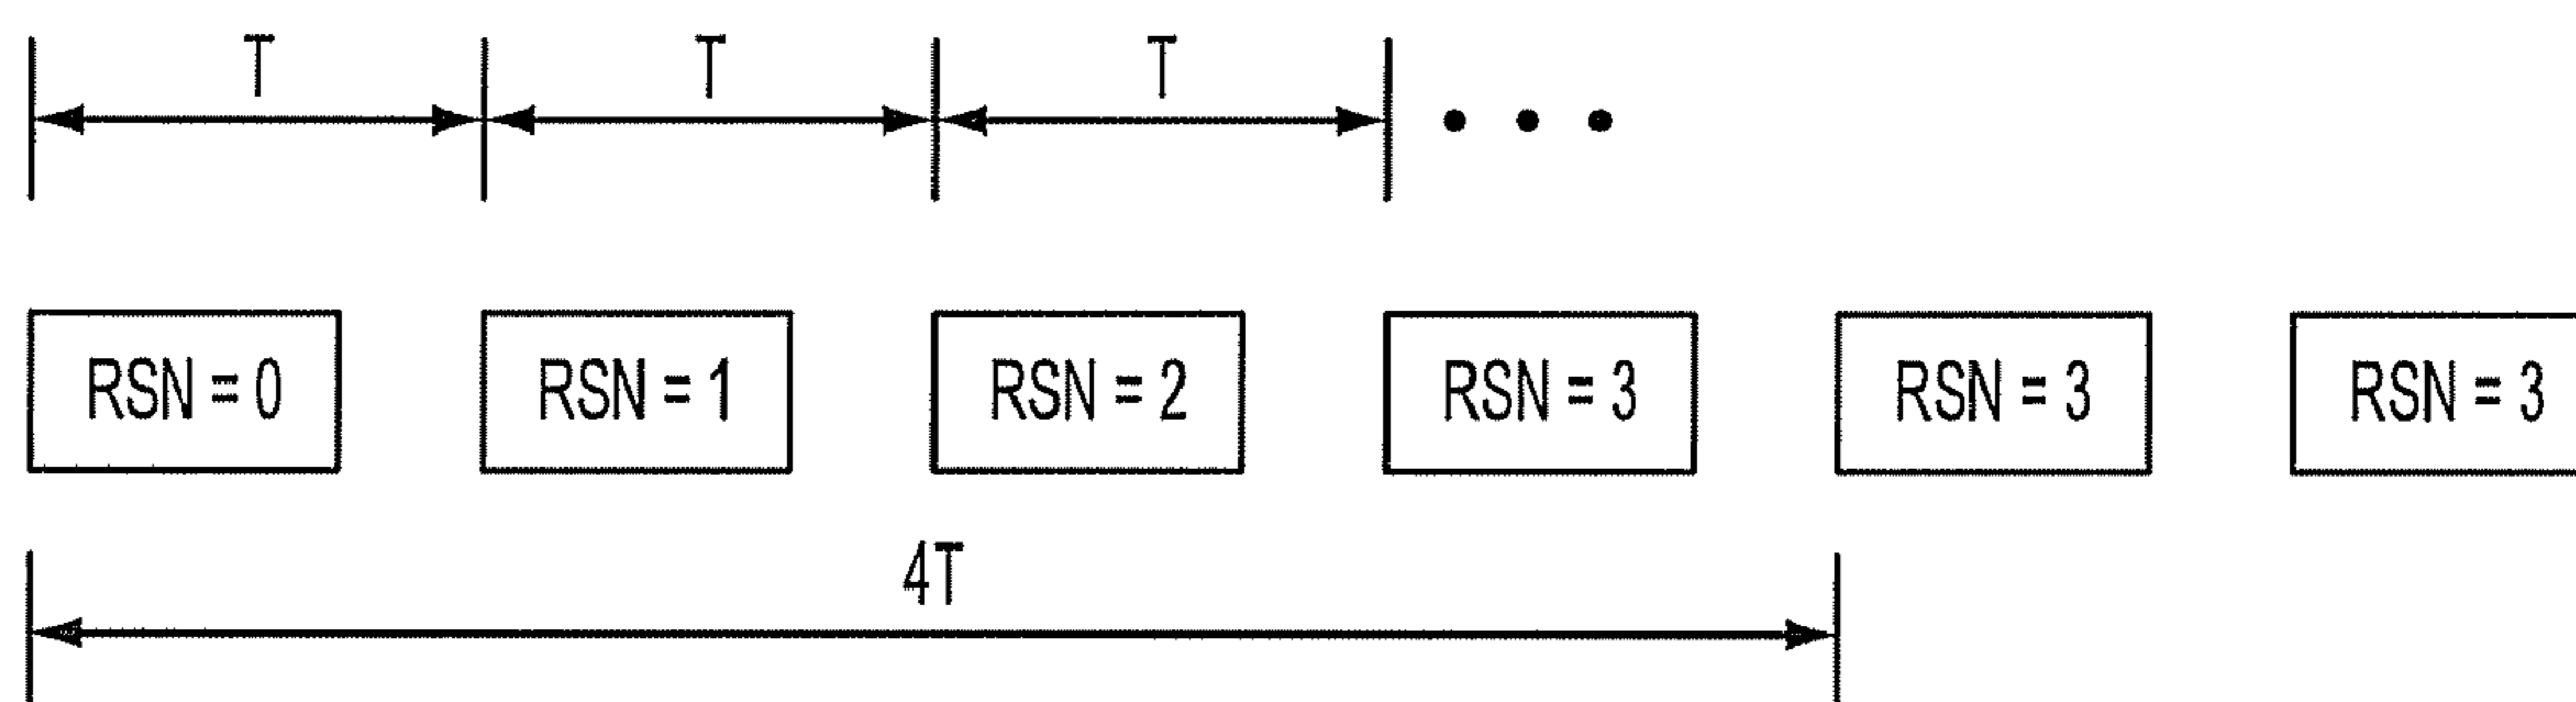 T T T
RSN = 0 RSN = 1 RSN = 2 RSN = 3 RSN = 3 RSN = 3
4T